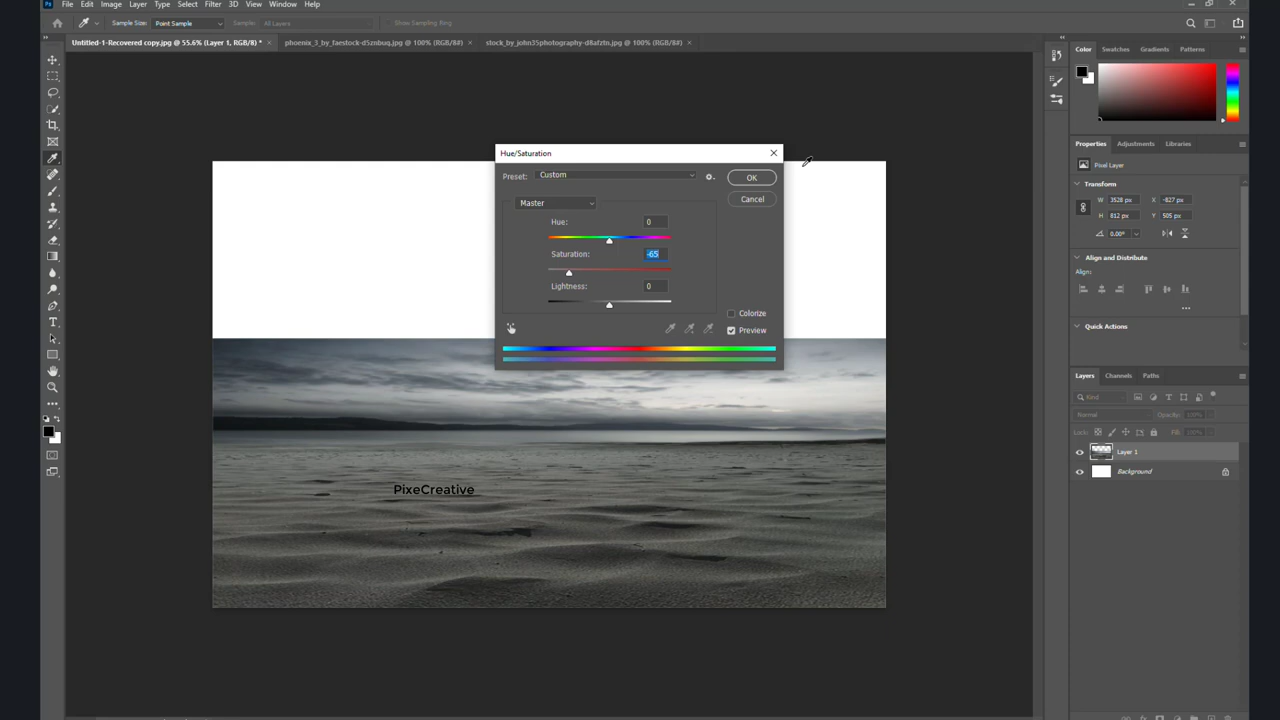 Ps File Edit Image Layer Type Select Filter 3D View Window Help
Sample Size: Point Sample Sample: All Layers Show Sampling Ring
Untitled-1-Recovered copy.jpg @ 55.6% (Layer 1, RGB/8) * × phoenix_3_by_faestock-d5znbuq.jpg @ 100% (RGB/8#) × stock_by_john35photography-d8afzln.jpg @ 100% (RGB/8#) ×
Color Swatches Gradients Patterns
Hue/Saturation
Preset: Custom
OK
Master
Cancel
Hue: 0
Saturation: -65
Lightness: 0
Colorize
Preview
PixeCreative
Properties Adjustments Libraries
Pixel Layer
Transform
W 3528 px X -827 px
H 812 px Y 505 px
0.00°
Align and Distribute
Align:
Quick Actions
Layers Channels Paths
Kind
Normal Opacity: 100%
Lock: Fill: 100%
Layer 1
Background